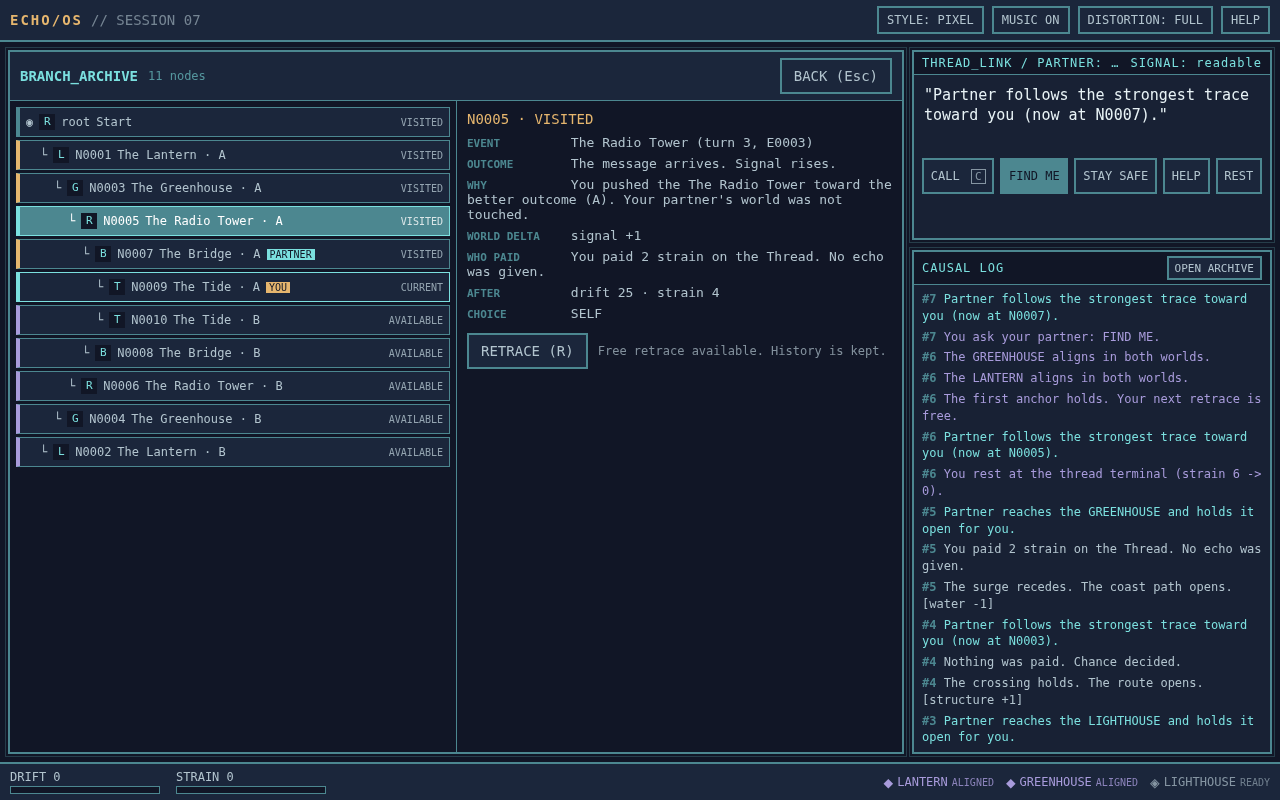 ECHO/OS // SESSION 07
STYLE: PIXEL
MUSIC ON
DISTORTION: FULL
HELP
BRANCH_ARCHIVE 11 nodes
BACK (Esc)
◉ R root Start VISITED
└ L N0001 The Lantern · A VISITED
└ G N0003 The Greenhouse · A VISITED
└ R N0005 The Radio Tower · A VISITED
└ B N0007 The Bridge · A PARTNER VISITED
└ T N0009 The Tide · A YOU CURRENT
└ T N0010 The Tide · B AVAILABLE
└ B N0008 The Bridge · B AVAILABLE
└ R N0006 The Radio Tower · B AVAILABLE
└ G N0004 The Greenhouse · B AVAILABLE
└ L N0002 The Lantern · B AVAILABLE
N0005 · VISITED
EVENT The Radio Tower (turn 3, E0003)
OUTCOME The message arrives. Signal rises.
WHY You pushed the The Radio Tower toward the
better outcome (A). Your partner's world was not
touched.
WORLD DELTA signal +1
WHO PAID You paid 2 strain on the Thread. No echo
was given.
AFTER drift 25 · strain 4
CHOICE SELF
RETRACE (R) Free retrace available. History is kept.
THREAD_LINK / PARTNER: … SIGNAL: readable
"Partner follows the strongest trace
toward you (now at N0007)."
CALL C
FIND ME
STAY SAFE
HELP
REST
CAUSAL LOG
OPEN ARCHIVE
#7 Partner follows the strongest trace toward
you (now at N0007).
#7 You ask your partner: FIND ME.
#6 The GREENHOUSE aligns in both worlds.
#6 The LANTERN aligns in both worlds.
#6 The first anchor holds. Your next retrace is
free.
#6 Partner follows the strongest trace toward
you (now at N0005).
#6 You rest at the thread terminal (strain 6 ->
0).
#5 Partner reaches the GREENHOUSE and holds it
open for you.
#5 You paid 2 strain on the Thread. No echo was
given.
#5 The surge recedes. The coast path opens.
[water -1]
#4 Partner follows the strongest trace toward
you (now at N0003).
#4 Nothing was paid. Chance decided.
#4 The crossing holds. The route opens.
[structure +1]
#3 Partner reaches the LIGHTHOUSE and holds it
open for you.
DRIFT 0
STRAIN 0
◆ LANTERN ALIGNED
◆ GREENHOUSE ALIGNED
◈ LIGHTHOUSE READY